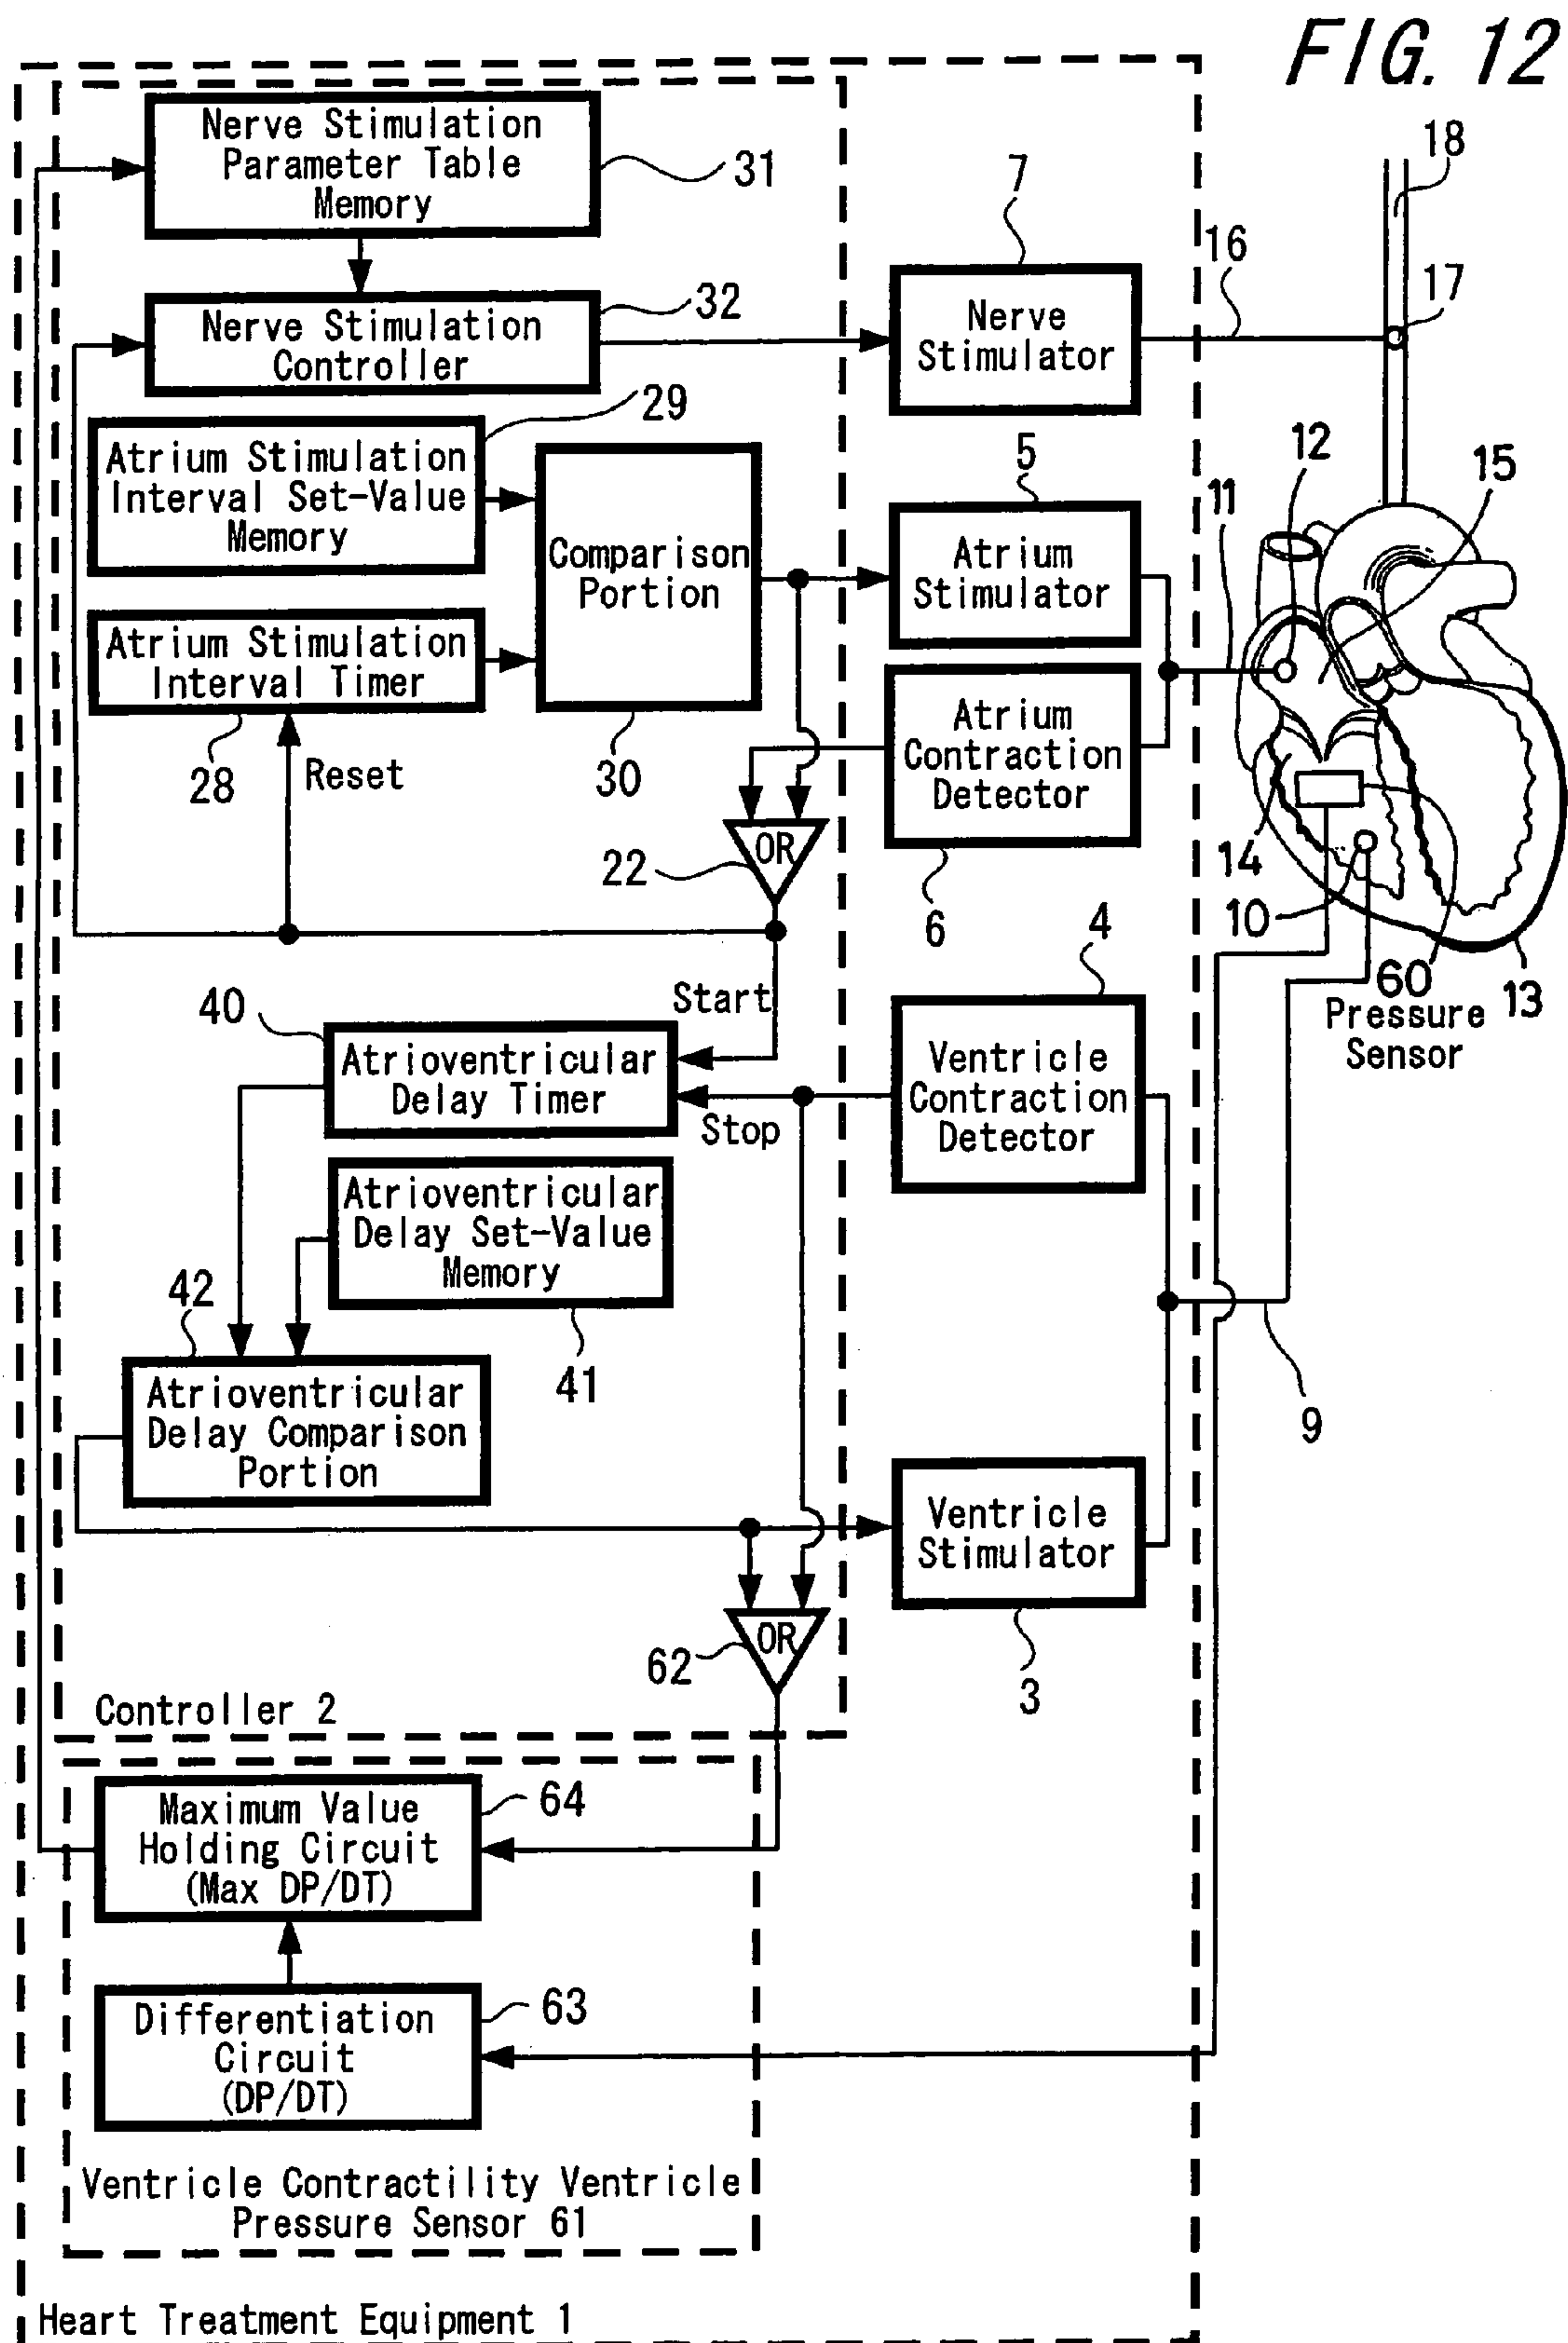 FIG. 12
Nerve Stimulation
Parameter Table
Memory
31
18
7
16
17
Nerve Stimulation
Controller
32
Nerve
Stimulator
29
Atrium Stimulation
Interval Set-Value
Memory
Comparison
Portion
5
12
15
11
Atrium
Stimulator
Atrium Stimulation
Interval Timer
28
Reset
30
Atrium
Contraction
Detector
OR
22
6
14
10
60
Pressure
Sensor
13
4
Start
40
Atrioventricular
Delay Timer
Stop
Ventricle
Contraction
Detector
Atrioventricular
Delay Set-Value
Memory
42
41
Atrioventricular
Delay Comparison
Portion
9
Ventricle
Stimulator
OR
62
3
Controller 2
Maximum Value
Holding Circuit
(Max DP/DT)
64
Differentiation
Circuit
(DP/DT)
63
Ventricle Contractility Ventricle
Pressure Sensor 61
Heart Treatment Equipment 1